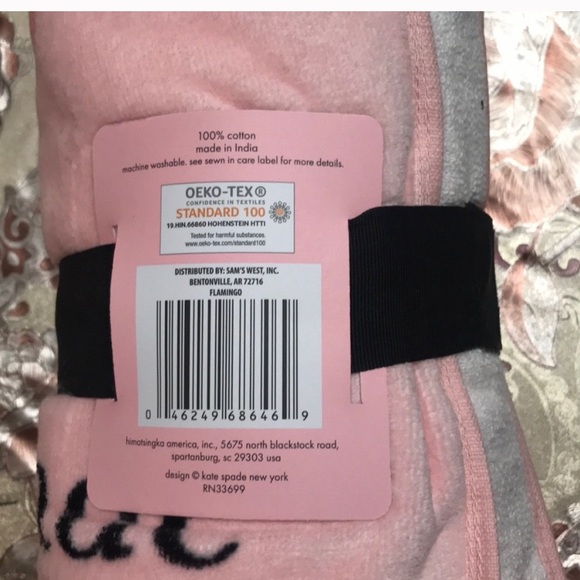 100% cotton
made in India
machine washable. see sewn in care label for more details.
OEKO-TEX®
CONFIDENCE IN TEXTILES
STANDARD 100
18.HIN.66860 HOHENSTEIN HTTI
Tested for harmful substances.
www.oeko-tex.com/standard100
DISTRIBUTED BY: SAM'S WEST, INC.
BENTONVILLE, AR 72716
FLAMINGO
0 46249 68646 9
himatsingka america, inc., 5675 north blackstock road,
spartanburg, sc 29303 usa
design © kate spade new york
RN33699